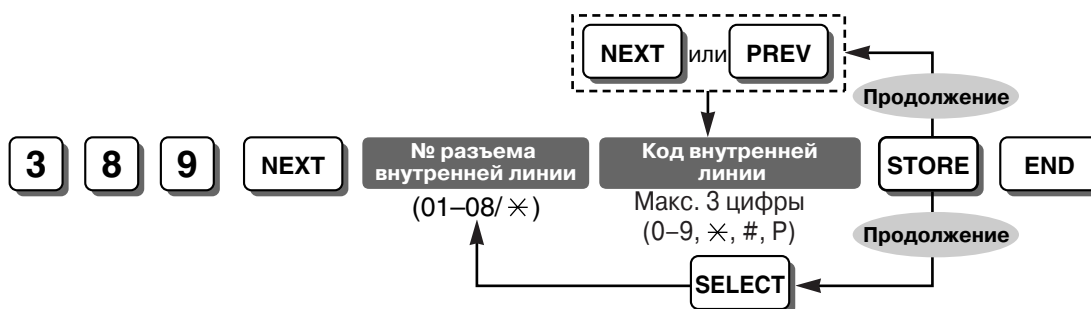 NEXT или PREV
Продолжение
3 8 9 NEXT № разъема внутренней линии Код внутренней линии STORE END
(01–08/✳) Макс. 3 цифры
(0–9, ✳, #, P)
Продолжение
SELECT